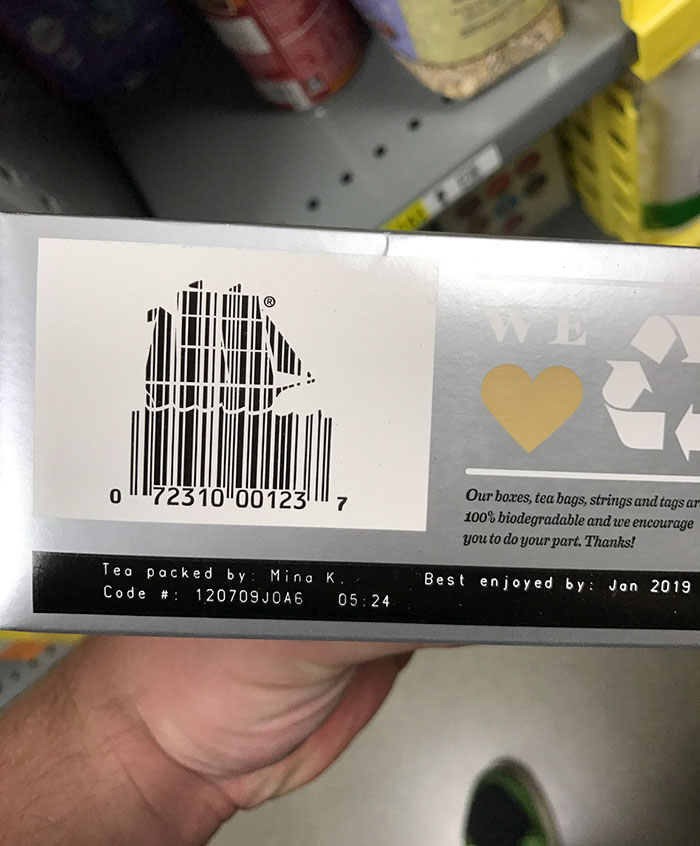 ®
0 72310 00123 7
WE
Our boxes, tea bags, strings and tags
100% biodegradable and we encourage
you to do your part. Thanks!
Tea packed by: Mina K.
Best enjoyed by: Jan 2019
Code #: 120709J0A6 05:24